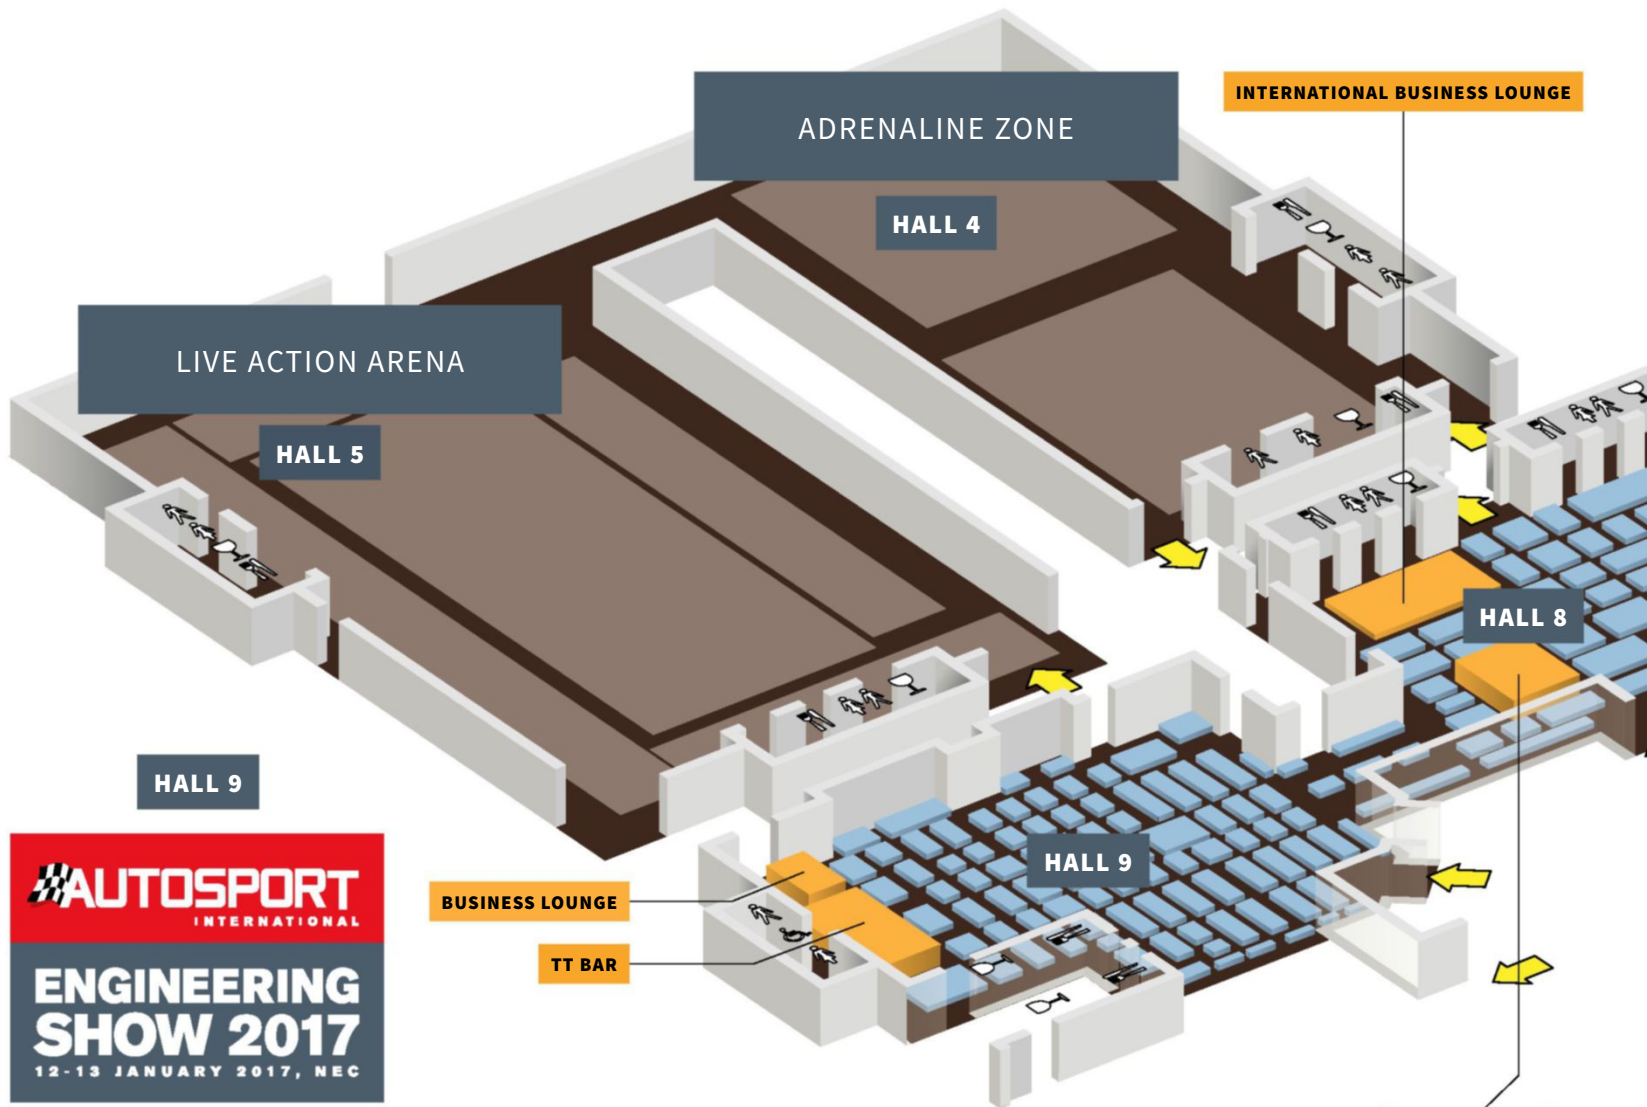 INTERNATIONAL BUSINESS LOUNGE
ADRENALINE ZONE
HALL 4
LIVE ACTION ARENA
HALL 5
HALL 8
HALL 9
HALL 9
BUSINESS LOUNGE
TT BAR
AUTOSPORT
INTERNATIONAL
ENGINEERING
SHOW 2017
12-13 JANUARY 2017, NEC